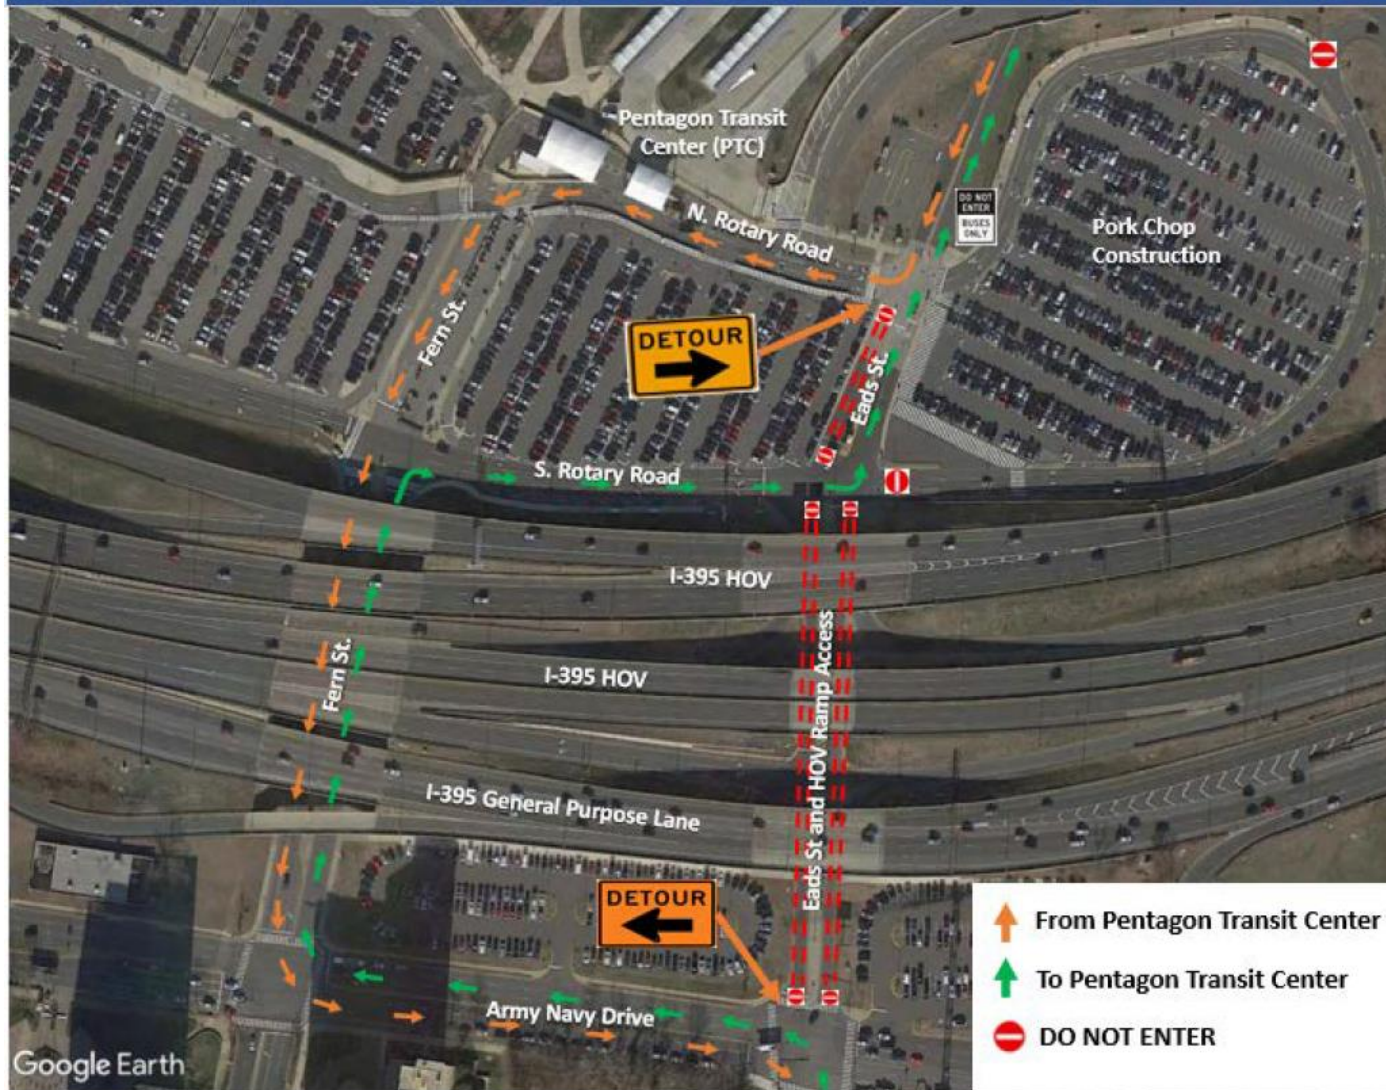 Pentagon Transit
Center (PTC)
DO NOT
ENTER
BUSES
ONLY
N. Rotary Road
Pork Chop
Construction
Fern St.
DETOUR
Eads St.
S. Rotary Road
I-395 HOV
Fern St.
I-395 HOV
Eads St and HOV Ramp Access
I-395 General Purpose Lane
DETOUR
Army Navy Drive
From Pentagon Transit Center
To Pentagon Transit Center
DO NOT ENTER
Google Earth